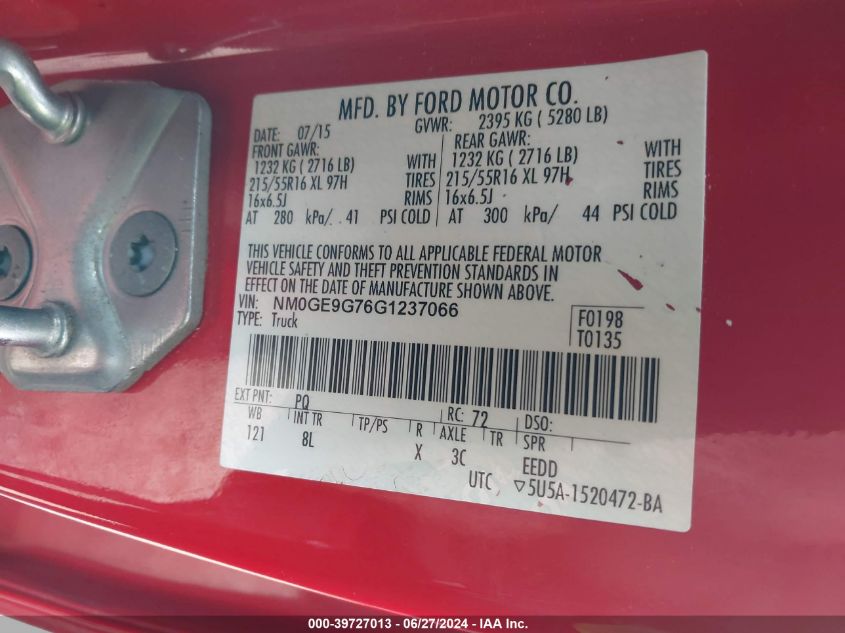 MFD. BY FORD MOTOR CO.
DATE: 07/15 GVWR: 2395 KG ( 5280 LB)
FRONT GAWR: REAR GAWR:
1232 KG ( 2716 LB) WITH 1232 KG ( 2716 LB) WITH
215/55R16 XL 97H TIRES 215/55R16 XL 97H TIRES
16x6.5J RIMS 16x6.5J RIMS
AT 280 kPa/ 41 PSI COLD AT 300 kPa/ 44 PSI COLD
THIS VEHICLE CONFORMS TO ALL APPLICABLE FEDERAL MOTOR
VEHICLE SAFETY AND THEFT PREVENTION STANDARDS IN
EFFECT ON THE DATE OF MANUFACTURE SHOWN ABOVE.
VIN: NM0GE9G76G1237066
TYPE: Truck
F0198
T0135
EXT PNT: PQ RC: 72 DSO:
WB INT TR TP/PS R AXLE TR SPR
121 8L X 3C EEDD
UTC ▽5U5A-1520472-BA
000-39727013 - 06/27/2024 - IAA Inc.